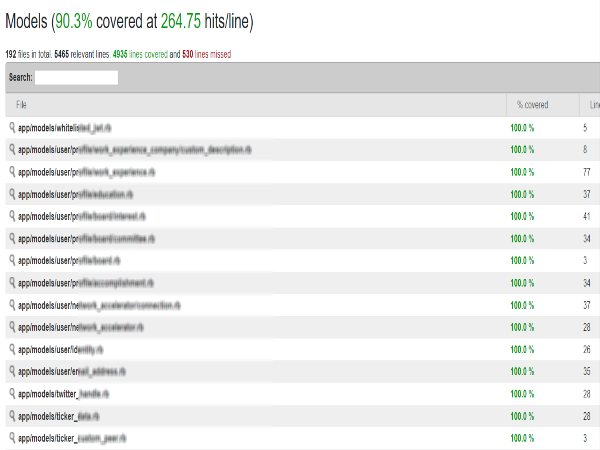 Models (90.3% covered at 264.75 hits/line)
192 files in total. 5465 relevant lines. 4935 lines covered and 530 lines missed
Search:
File % covered Line
app/models/whitelisted_jwt.rb 100.0 % 5
app/models/user/profile/work_experience_company/custom_description.rb 100.0 % 8
app/models/user/profile/work_experience.rb 100.0 % 77
app/models/user/profile/education.rb 100.0 % 37
app/models/user/profile/board/interest.rb 100.0 % 41
app/models/user/profile/board/committee.rb 100.0 % 34
app/models/user/profile/board.rb 100.0 % 3
app/models/user/profile/accomplishment.rb 100.0 % 34
app/models/user/network_accelerator/connection.rb 100.0 % 37
app/models/user/network_accelerator.rb 100.0 % 28
app/models/user/identity.rb 100.0 % 26
app/models/user/email_address.rb 100.0 % 35
app/models/twitter_handle.rb 100.0 % 28
app/models/ticker_data.rb 100.0 % 28
app/models/ticker_custom_peer.rb 100.0 % 3